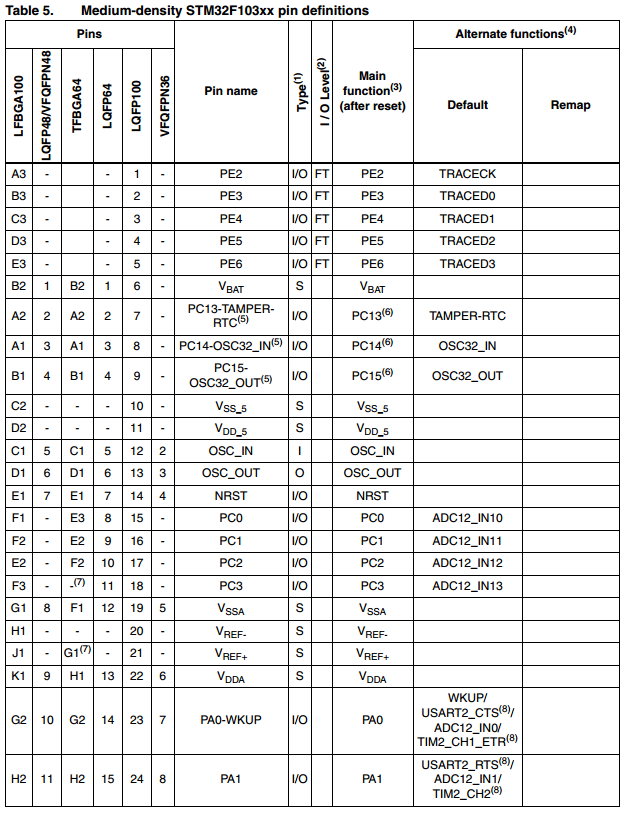 Table 5. Medium-density STM32F103xx pin definitions
Pins Alternate functions(4)
LFBGA100 LQFP48/VFQFPN48 TFBGA64 LQFP64 LQFP100 VFQFPN36 Pin name Type(1) I / O Level(2) Main function(3) (after reset) Default Remap
A3 - - 1 - PE2 I/O FT PE2 TRACECK
B3 - - 2 - PE3 I/O FT PE3 TRACED0
C3 - - 3 - PE4 I/O FT PE4 TRACED1
D3 - - 4 - PE5 I/O FT PE5 TRACED2
E3 - - 5 - PE6 I/O FT PE6 TRACED3
B2 1 B2 1 6 - VBAT S VBAT
A2 2 A2 2 7 - PC13-TAMPER-RTC(5) I/O PC13(6) TAMPER-RTC
A1 3 A1 3 8 - PC14-OSC32_IN(5) I/O PC14(6) OSC32_IN
B1 4 B1 4 9 - PC15-OSC32_OUT(5) I/O PC15(6) OSC32_OUT
C2 - - - 10 - VSS_5 S VSS_5
D2 - - - 11 - VDD_5 S VDD_5
C1 5 C1 5 12 2 OSC_IN I OSC_IN
D1 6 D1 6 13 3 OSC_OUT O OSC_OUT
E1 7 E1 7 14 4 NRST I/O NRST
F1 - E3 8 15 - PC0 I/O PC0 ADC12_IN10
F2 - E2 9 16 - PC1 I/O PC1 ADC12_IN11
E2 - F2 10 17 - PC2 I/O PC2 ADC12_IN12
F3 - -(7) 11 18 - PC3 I/O PC3 ADC12_IN13
G1 8 F1 12 19 5 VSSA S VSSA
H1 - - - 20 - VREF- S VREF-
J1 - G1(7) - 21 - VREF+ S VREF+
K1 9 H1 13 22 6 VDDA S VDDA
G2 10 G2 14 23 7 PA0-WKUP I/O PA0 WKUP/ USART2_CTS(8)/ ADC12_IN0/ TIM2_CH1_ETR(8)
H2 11 H2 15 24 8 PA1 I/O PA1 USART2_RTS(8)/ ADC12_IN1/ TIM2_CH2(8)